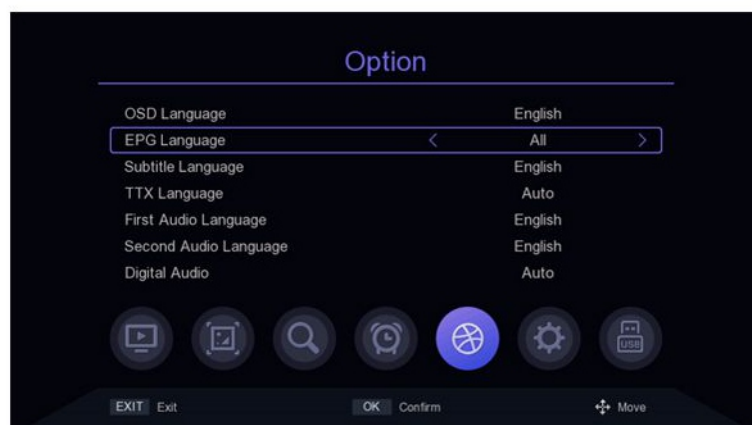 Option
OSD Language English
EPG Language < All >
Subtitle Language English
TTX Language Auto
First Audio Language English
Second Audio Language English
Digital Audio Auto
USB
EXIT Exit OK Confirm Move